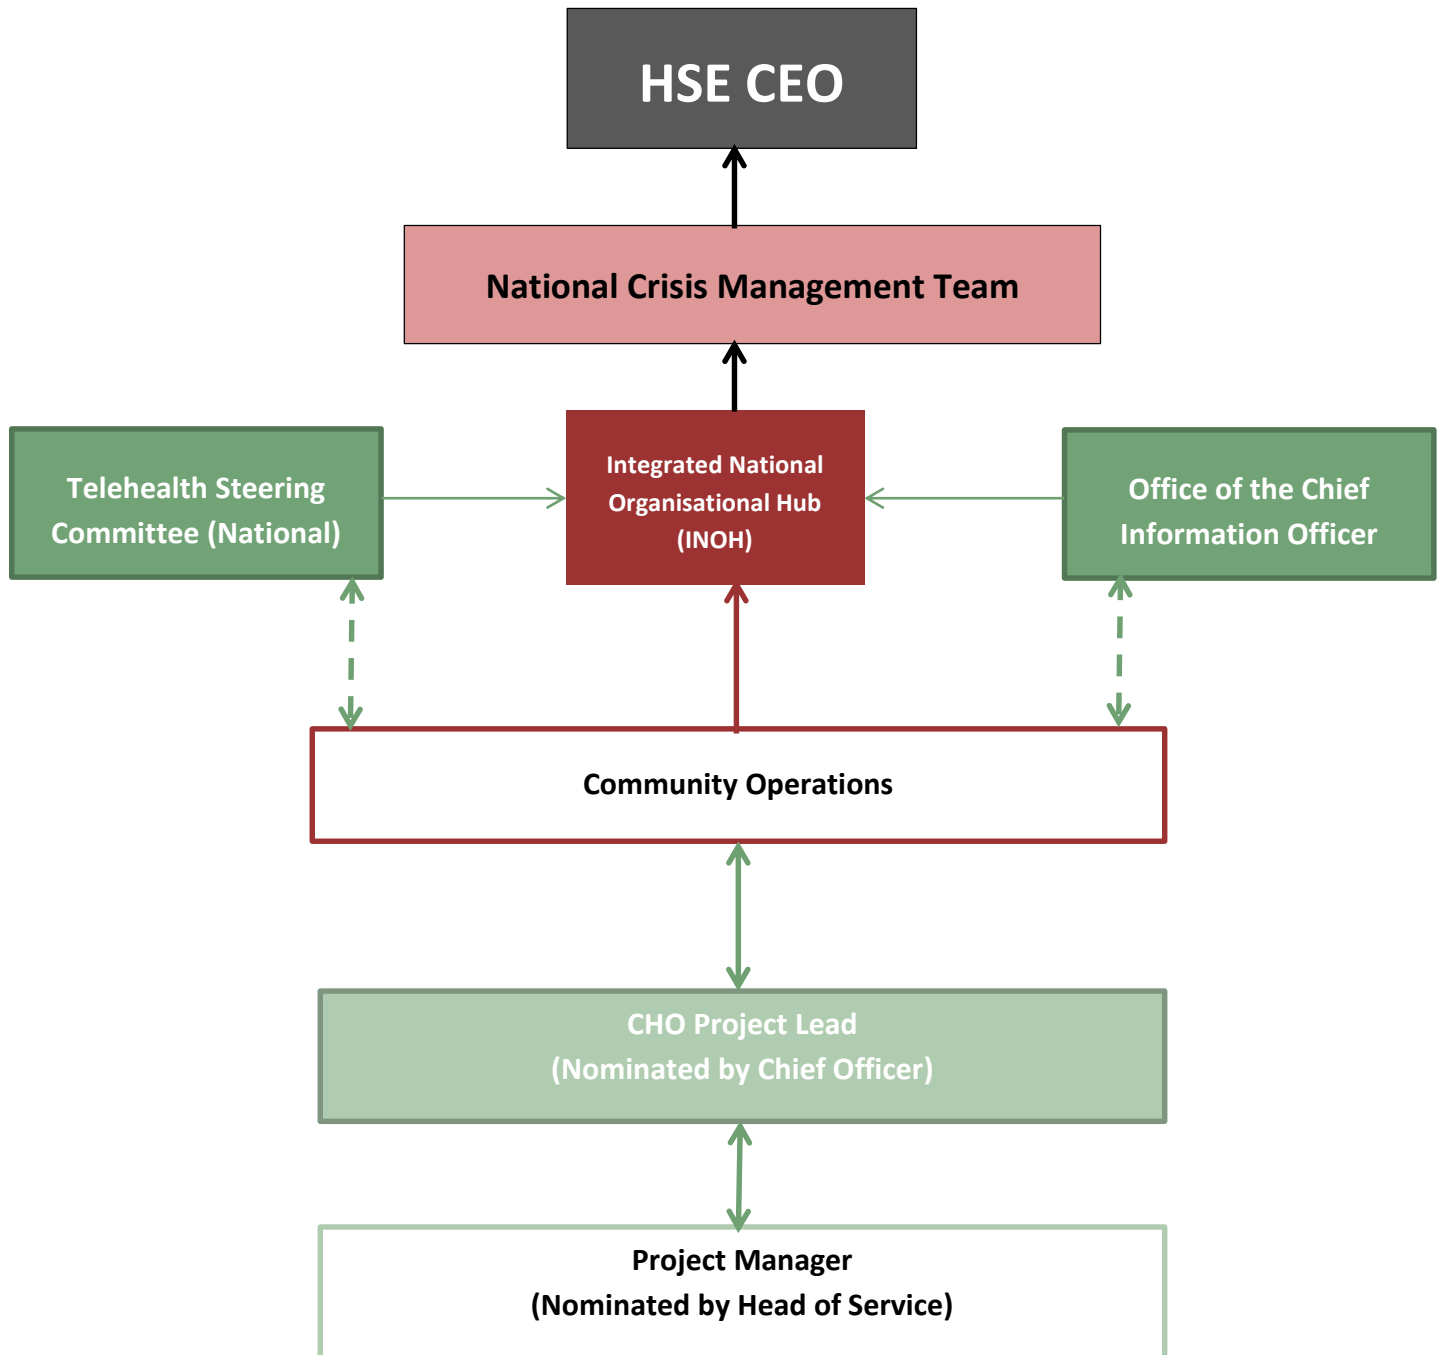 HSE CEO
National Crisis Management Team
Telehealth Steering
Committee (National)
Integrated National
Organisational Hub
(INOH)
Office of the Chief
Information Officer
Community Operations
CHO Project Lead
(Nominated by Chief Officer)
Project Manager
(Nominated by Head of Service)